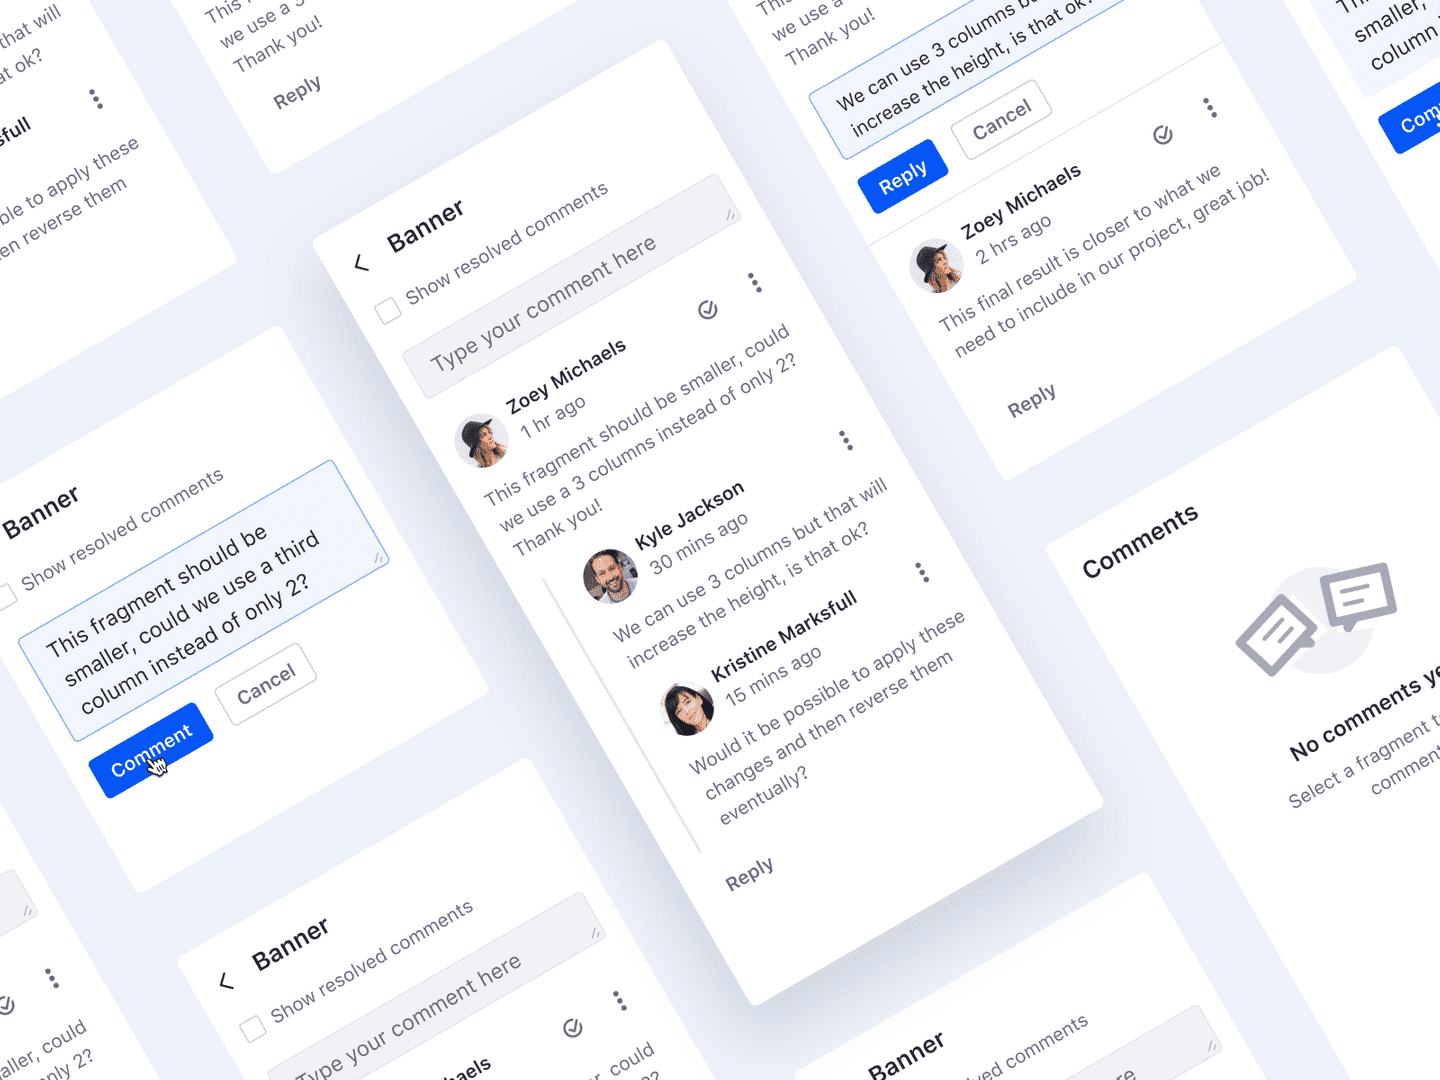 that will
at ok?
sfull
ble to apply these
en reverse them
we use a 3
Thank you!
Reply
Banner
Show resolved comments
This fragment should be
smaller, could we use a third
column instead of only 2?
Comment
Cancel
aller, could
only 2?
Banner
Show resolved comments
Type your comment here
Zoey Michaels
1 hr ago
This fragment should be smaller, could
we use a 3 columns instead of only 2?
Thank you!
Kyle Jackson
30 mins ago
We can use 3 columns but that will
increase the height, is that ok?
Kristine Marksfull
15 mins ago
Would it be possible to apply these
changes and then reverse them
eventually?
Reply
Banner
Show resolved comments
Type your comment here
haels
r, could
we use a
Thank you!
We can use 3 columns bu
increase the height, is that ok?
Reply
Cancel
Zoey Michaels
2 hrs ago
This final result is closer to what we
need to include in our project, great job!
Reply
smaller,
column
Com
Comments
No comments ye
Select a fragment t
comment
Banner
ved comments
re